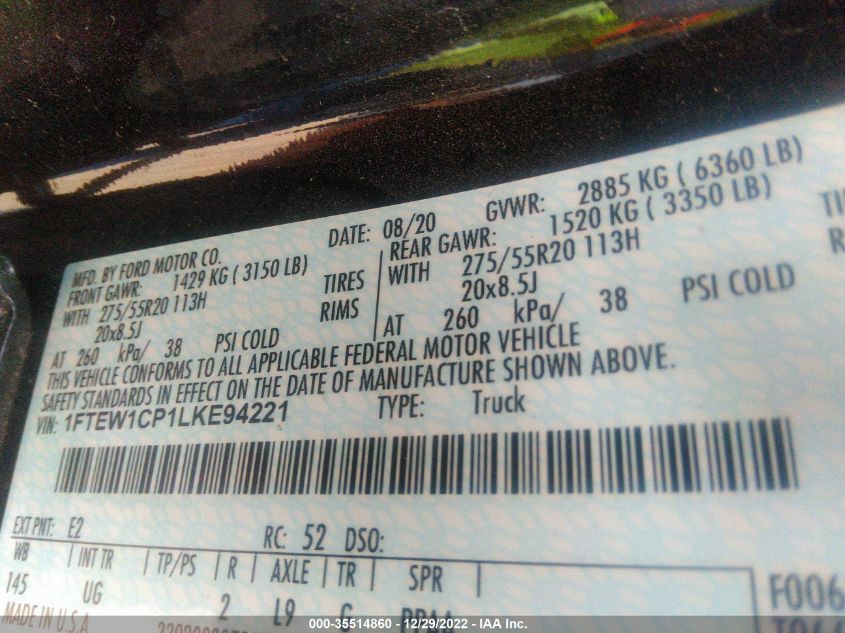 MFD. BY FORD MOTOR CO.
DATE: 08/20 GVWR: 2885 KG ( 6360 LB)
FRONT GAWR: 1429 KG ( 3150 LB) REAR GAWR: 1520 KG ( 3350 LB)
WITH 275/55R20 113H TIRES WITH 275/55R20 113H
20x8.5J RIMS 20x8.5J
AT 260 kPa/ 38 PSI COLD AT 260 kPa/ 38 PSI COLD
THIS VEHICLE CONFORMS TO ALL APPLICABLE FEDERAL MOTOR VEHICLE
SAFETY STANDARDS IN EFFECT ON THE DATE OF MANUFACTURE SHOWN ABOVE.
VIN: 1FTEW1CP1LKE94221 TYPE: Truck
EXT PNT: E2 RC: 52 DSO:
WB INT TR TP/PS R AXLE TR SPR
145 UG 2 L9 G F006
MADE IN U.S.A.
000-35514860 - 12/29/2022 - IAA Inc.